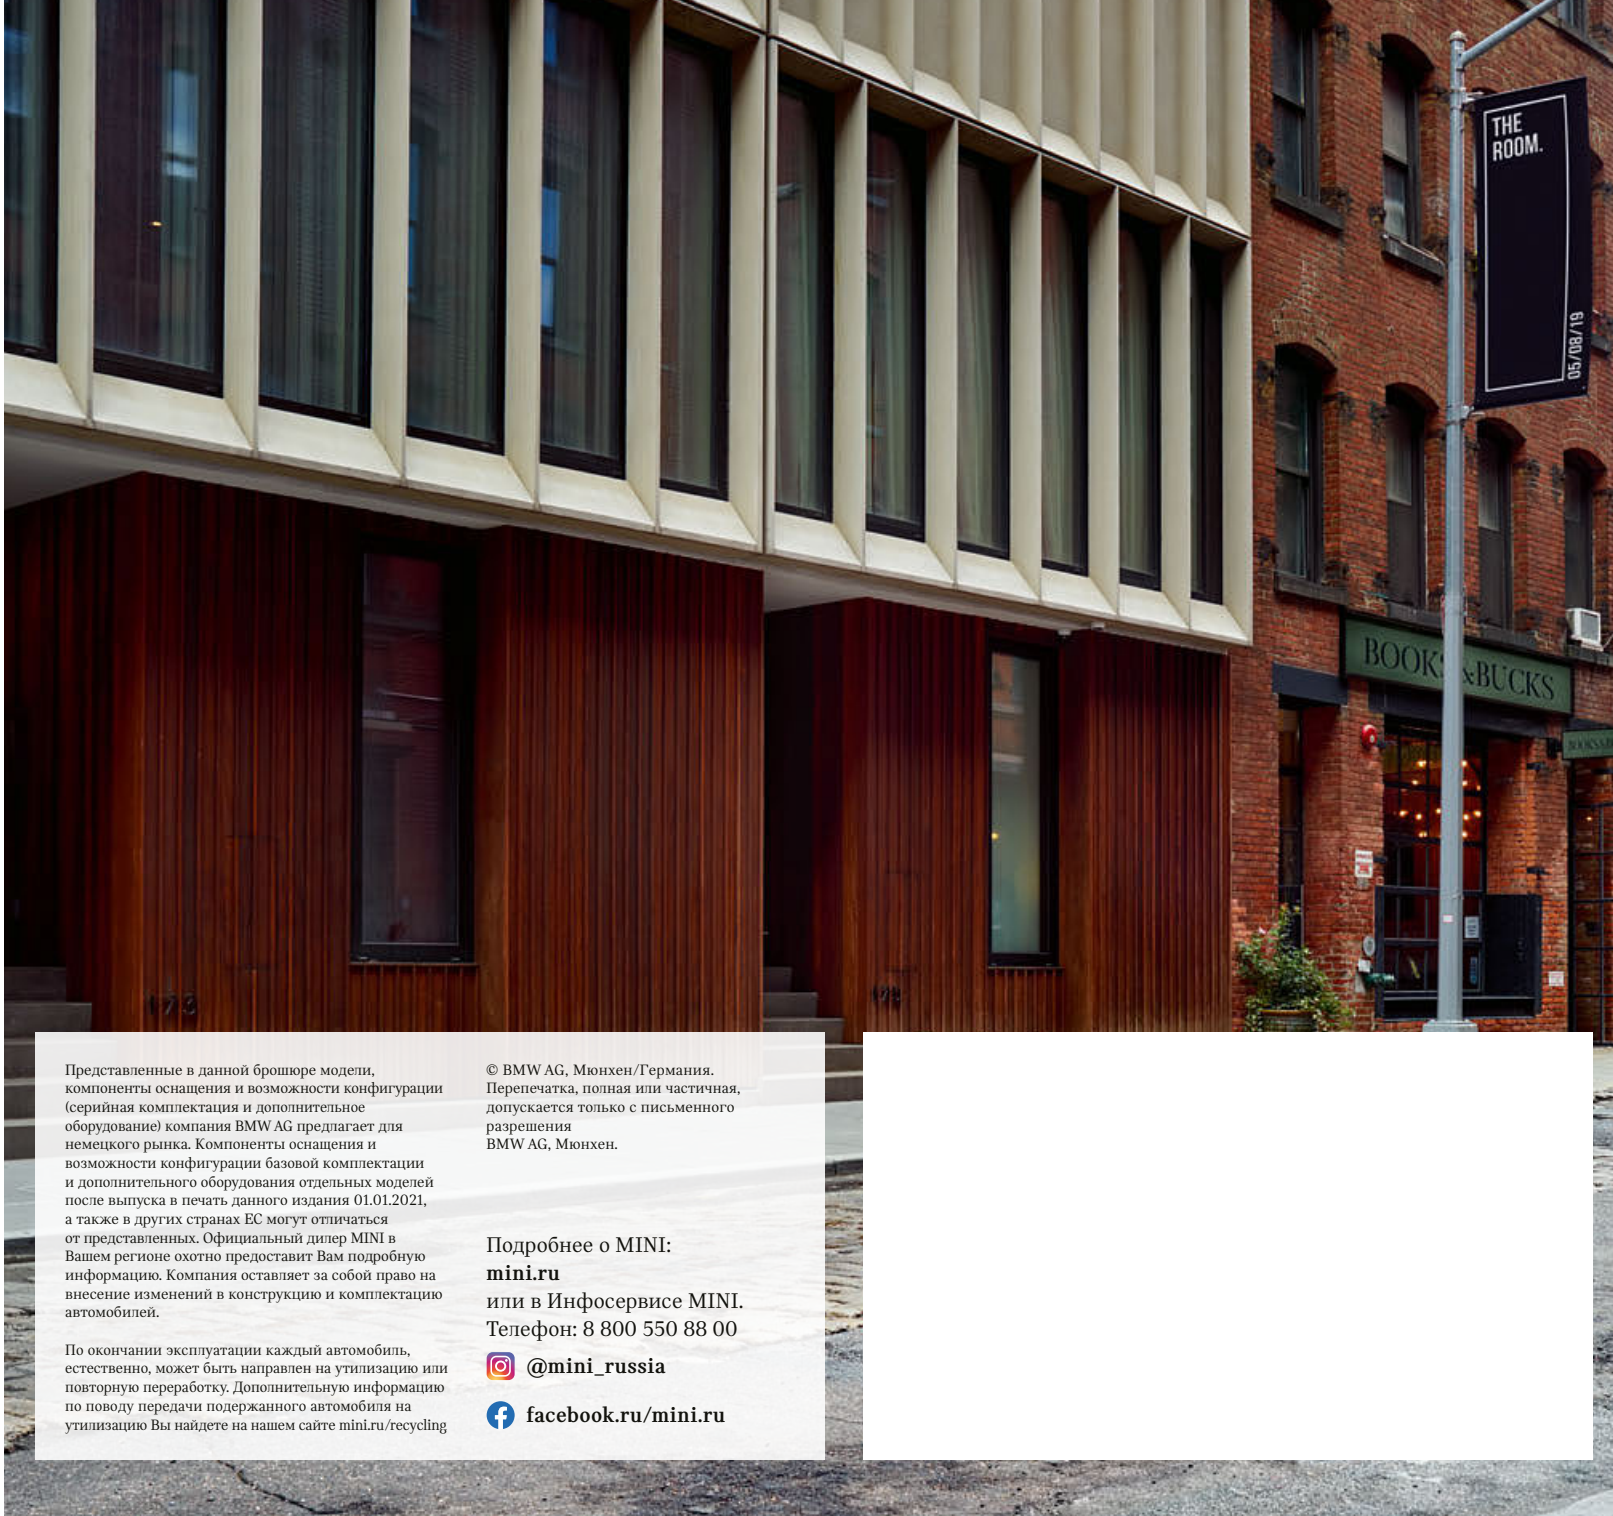 THE
ROOM.
05/08/19
BOOKS &BUCKS
173
Представленные в данной брошюре модели,
компоненты оснащения и возможности конфигурации
(серийная комплектация и дополнительное
оборудование) компания BMW AG предлагает для
немецкого рынка. Компоненты оснащения и
возможности конфигурации базовой комплектации
и дополнительного оборудования отдельных моделей
после выпуска в печать данного издания 01.01.2021,
а также в других странах ЕС могут отличаться
от представленных. Официальный дилер MINI в
Вашем регионе охотно предоставит Вам подробную
информацию. Компания оставляет за собой право на
внесение изменений в конструкцию и комплектацию
автомобилей.
По окончании эксплуатации каждый автомобиль,
естественно, может быть направлен на утилизацию или
повторную переработку. Дополнительную информацию
по поводу передачи подержанного автомобиля на
утилизацию Вы найдете на нашем сайте mini.ru/recycling
© BMW AG, Мюнхен/Германия.
Перепечатка, полная или частичная,
допускается только с письменного
разрешения
BMW AG, Мюнхен.
Подробнее о MINI:
mini.ru
или в Инфосервисе MINI.
Телефон: 8 800 550 88 00
@mini_russia
facebook.ru/mini.ru